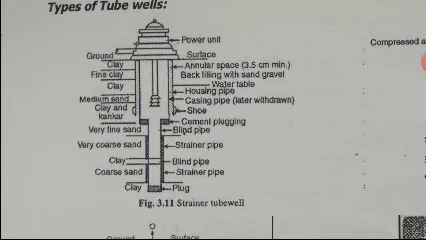 Types of Tube wells:
Power unit
Compressed a
Ground
Surface
Clay
Annular space (3.5 cm min.)
Fine clay
Back filling with sand gravel
Clay
Water table
Housing pipe
Medium sand
Casing pipe (later withdrawn)
Clay and
kankar
Shoe
Cement plugging
Very fine sand
Blind pipe
Very coarse sand
Strainer pipe
Clay
Blind pipe
Coarse sand
Strainer pipe
Clay
Plug
Fig. 3.11 Strainer tubewell
Ground
Surface